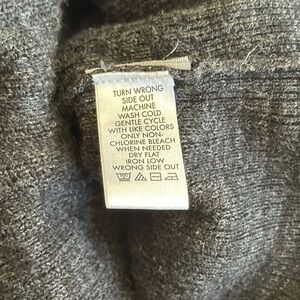 TURN WRONG
SIDE OUT
MACHINE
WASH COLD
GENTLE CYCLE
WITH LIKE COLORS
ONLY NON-
CHLORINE BLEACH
WHEN NEEDED
DRY FLAT
IRON LOW
WRONG SIDE OUT